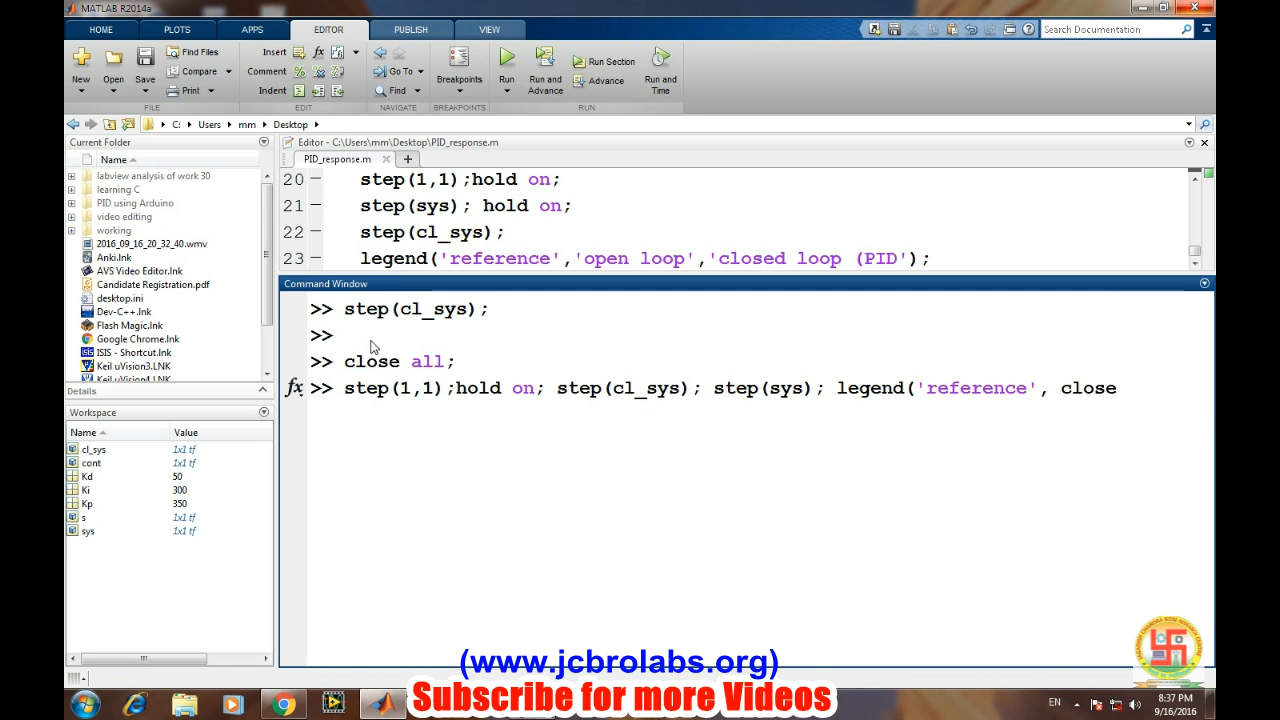 MATLAB R2014a
HOME PLOTS APPS EDITOR PUBLISH VIEW
Search Documentation
New Open Save Find Files Compare Print
Insert Comment Indent fx
Go To Find
Breakpoints
Run Run and Advance Run Section Advance Run and Time
FILE EDIT NAVIGATE BREAKPOINTS RUN
C: Users mm Desktop
Current Folder
Name
labview analysis of work 30
learning C
PID using Arduino
video editing
working
2016_09_16_20_32_40.wmv
Anki.lnk
AVS Video Editor.lnk
Candidate Registration.pdf
desktop.ini
Dev-C++.lnk
Flash Magic.lnk
Google Chrome.lnk
ISIS - Shortcut.lnk
Keil uVision3.LNK
Keil uVision4.LNK
Details
Workspace
Name Value
cl_sys 1x1 tf
cont 1x1 tf
Kd 50
Ki 300
Kp 350
s 1x1 tf
sys 1x1 tf
Editor - C:\Users\mm\Desktop\PID_response.m
PID_response.m
20 – step(1,1);hold on;
21 – step(sys); hold on;
22 – step(cl_sys);
23 – legend('reference','open loop','closed loop (PID');
Command Window
>> step(cl_sys);
>>
>> close all;
fx >> step(1,1);hold on; step(cl_sys); step(sys); legend('reference', close
(www.jcbrolabs.org)
Subscribe for more Videos
EN
8:37 PM
9/16/2016